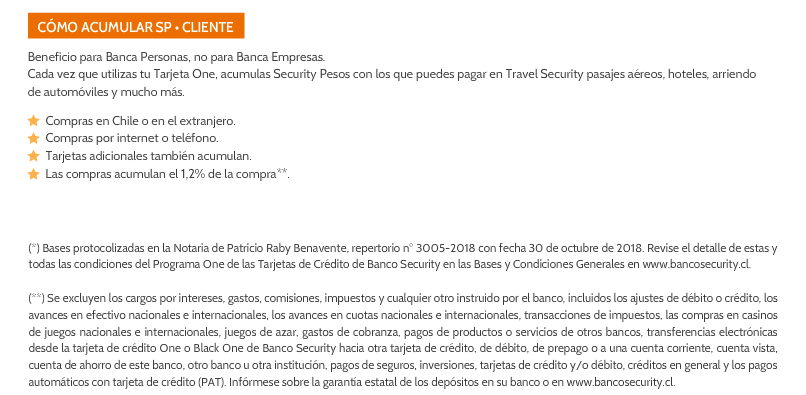 CÓMO ACUMULAR SP • CLIENTE
Beneficio para Banca Personas, no para Banca Empresas.
Cada vez que utilizas tu Tarjeta One, acumulas Security Pesos con los que puedes pagar en Travel Security pasajes aéreos, hoteles, arriendo
de automóviles y mucho más.
Compras en Chile o en el extranjero.
Compras por internet o teléfono.
Tarjetas adicionales también acumulan.
Las compras acumulan el 1,2% de la compra**.
(*) Bases protocolizadas en la Notaría de Patricio Raby Benavente, repertorio n° 3005-2018 con fecha 30 de octubre de 2018. Revise el detalle de estas y
todas las condiciones del Programa One de las Tarjetas de Crédito de Banco Security en las Bases y Condiciones Generales en www.bancosecurity.cl.
(**) Se excluyen los cargos por intereses, gastos, comisiones, impuestos y cualquier otro instruido por el banco, incluidos los ajustes de débito o crédito, los
avances en efectivo nacionales e internacionales, los avances en cuotas nacionales e internacionales, transacciones de impuestos, las compras en casinos
de juegos nacionales e internacionales, juegos de azar, gastos de cobranza, pagos de productos o servicios de otros bancos, transferencias electrónicas
desde la tarjeta de crédito One o Black One de Banco Security hacia otra tarjeta de crédito, de débito, de prepago o a una cuenta corriente, cuenta vista,
cuenta de ahorro de este banco, otro banco u otra institución, pagos de seguros, inversiones, tarjetas de crédito y/o débito, créditos en general y los pagos
automáticos con tarjeta de crédito (PAT). Infórmese sobre la garantía estatal de los depósitos en su banco o en www.bancosecurity.cl.